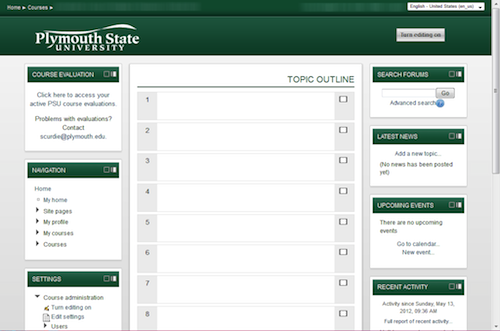 Home ► Courses ►
English - United States (en_us)
Plymouth State
UNIVERSITY
Turn editing on
COURSE EVALUATION
Click here to access your
active PSU course evaluations.
Problems with evaluations?
Contact
scurdie@plymouth.edu.
NAVIGATION
Home
My home
Site pages
My profile
My courses
Courses
SETTINGS
Course administration
Turn editing on
Edit settings
Users
TOPIC OUTLINE
1
2
3
4
5
6
7
8
SEARCH FORUMS
Go
Advanced search
LATEST NEWS
Add a new topic...
(No news has been posted
yet)
UPCOMING EVENTS
There are no upcoming
events
Go to calendar...
New event...
RECENT ACTIVITY
Activity since Sunday, May 13,
2012, 09:36 AM
Full report of recent activity...